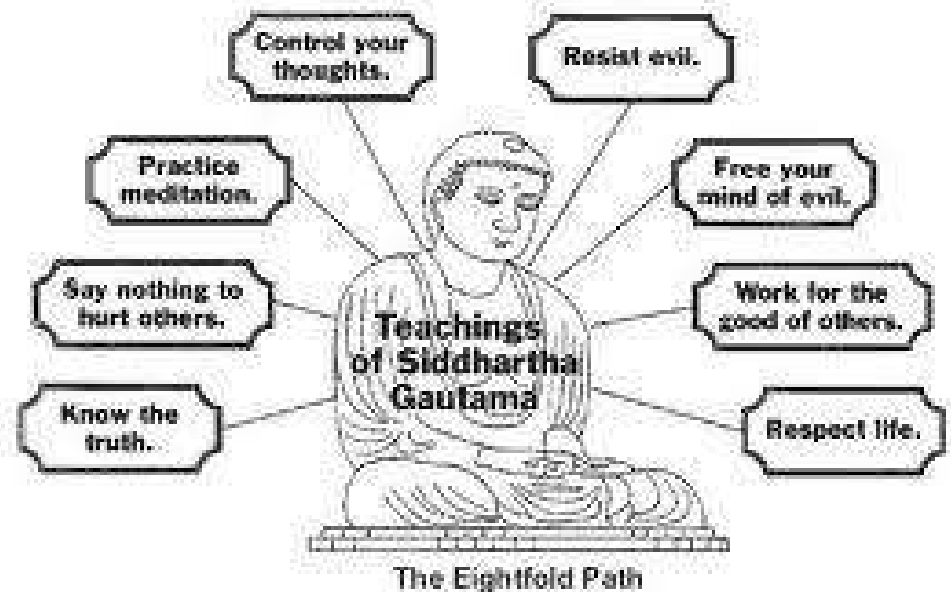 Control your
thoughts.
Resist evil.
Practice
meditation.
Free your
mind of evil.
Say nothing to
hurt others.
Work for the
good of others.
Know the
truth.
Respect life.
Teachings
of Siddhartha
Gautama
The Eightfold Path